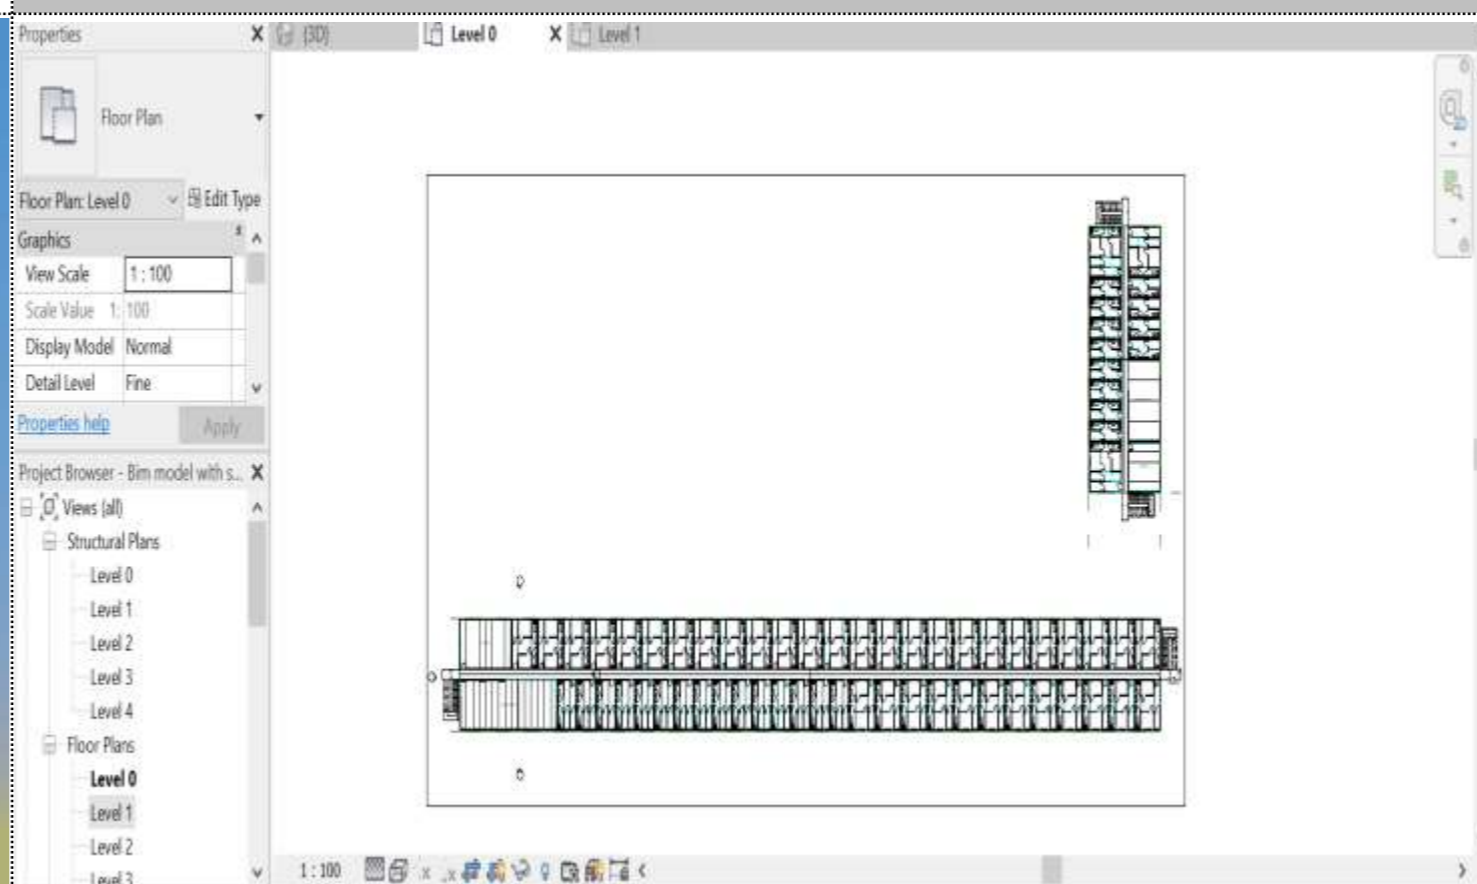 Properties
{3D}
Level 0
Level 1
Floor Plan
Floor Plan: Level 0
Edit Type
Graphics
View Scale 1 : 100
Scale Value 1: 100
Display Model Normal
Detail Level Fine
Properties help
Apply
Project Browser - Bim model with s...
Views (all)
Structural Plans
Level 0
Level 1
Level 2
Level 3
Level 4
Floor Plans
Level 0
Level 1
Level 2
Level 3
1 : 100